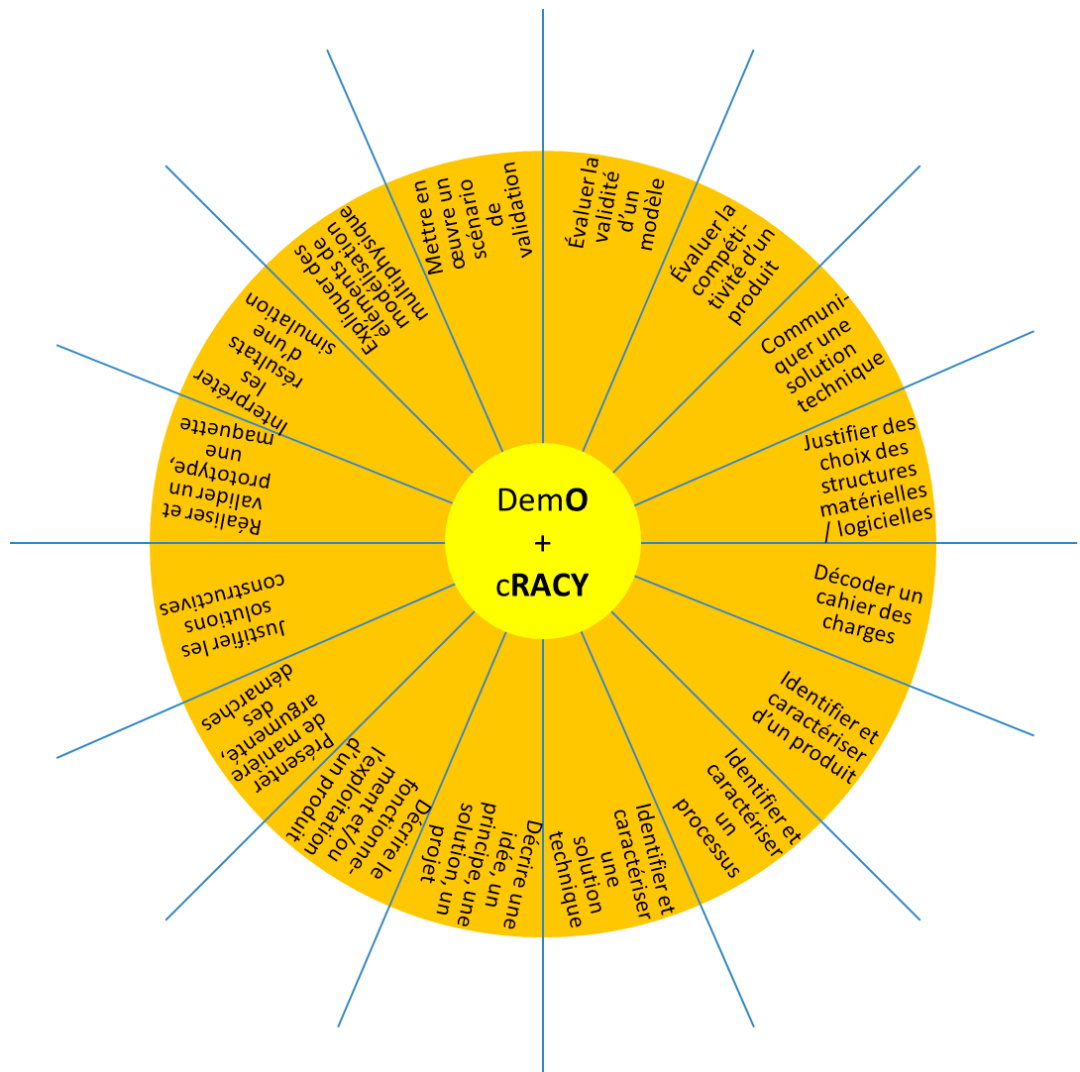 DemO
+
cRACY
Évaluer la
validité
d'un
modèle
Évaluer la
compéti-
tivité d'un
produit
Communi-
quer une
solution
technique
Justifier des
choix des
structures
matérielles
/ logicielles
Décoder un
cahier des
charges
Identifier et
caractériser
d'un produit
Identifier et
caractériser
un
processus
Identifier et
caractériser
une
solution
technique
Décrire une
idée, un
principe, une
solution, un
projet
Décrire le
fonctionne-
ment et/ou
l'exploitation
d'un produit
Présenter
de manière
argumenté,
des
démarches
Justifier les
solutions
constructives
Réaliser et
valider un
prototype,
une
maquette
Interpréter
les
résultats
d'une
simulation
Expliquer des
éléments de
modélisation
multiphysique
Mettre en
œuvre un
scénario
de
validation